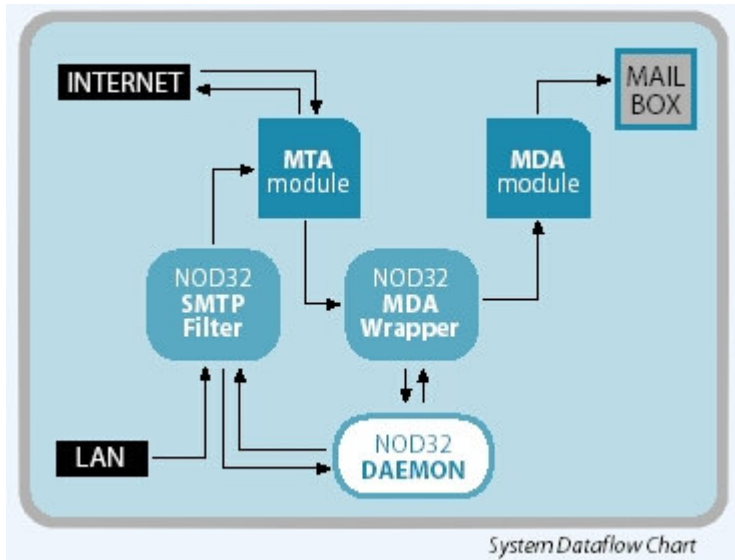 INTERNET
MAIL
BOX
MTA
module
MDA
module
NOD32
SMTP
Filter
NOD32
MDA
Wrapper
LAN
NOD32
DAEMON
System Dataflow Chart